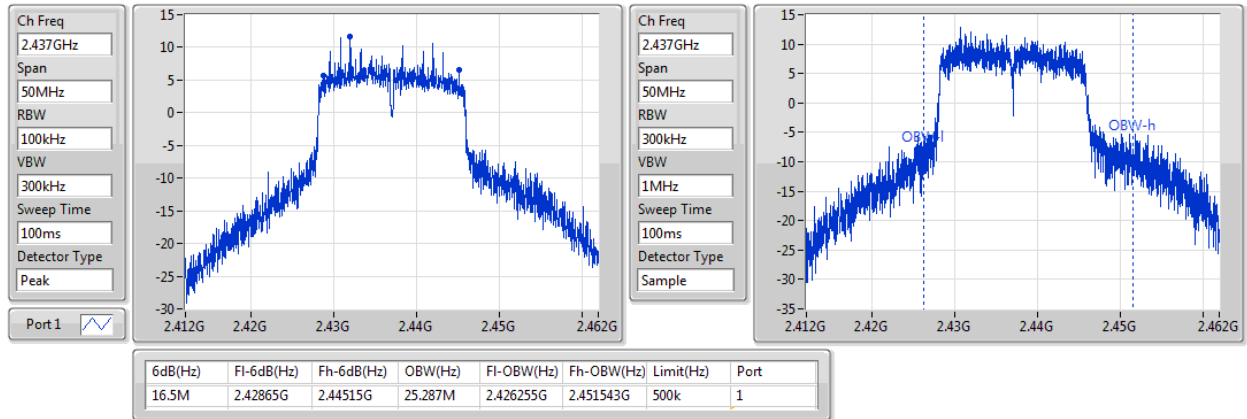 Ch Freq
2.437GHz
Span
50MHz
RBW
100kHz
VBW
300kHz
Sweep Time
100ms
Detector Type
Peak
Port 1
15
10
5
0
-5
-10
-15
-20
-25
-30
2.412G 2.42G 2.43G 2.44G 2.45G 2.462G
Ch Freq
2.437GHz
Span
50MHz
RBW
300kHz
VBW
1MHz
Sweep Time
100ms
Detector Type
Sample
15
10
5
0
-5
-10
-15
-20
-25
-30
-35
OBW-l
OBW-h
2.412G 2.42G 2.43G 2.44G 2.45G 2.462G
6dB(Hz) Fl-6dB(Hz) Fh-6dB(Hz) OBW(Hz) Fl-OBW(Hz) Fh-OBW(Hz) Limit(Hz) Port
16.5M 2.42865G 2.44515G 25.287M 2.426255G 2.451543G 500k 1